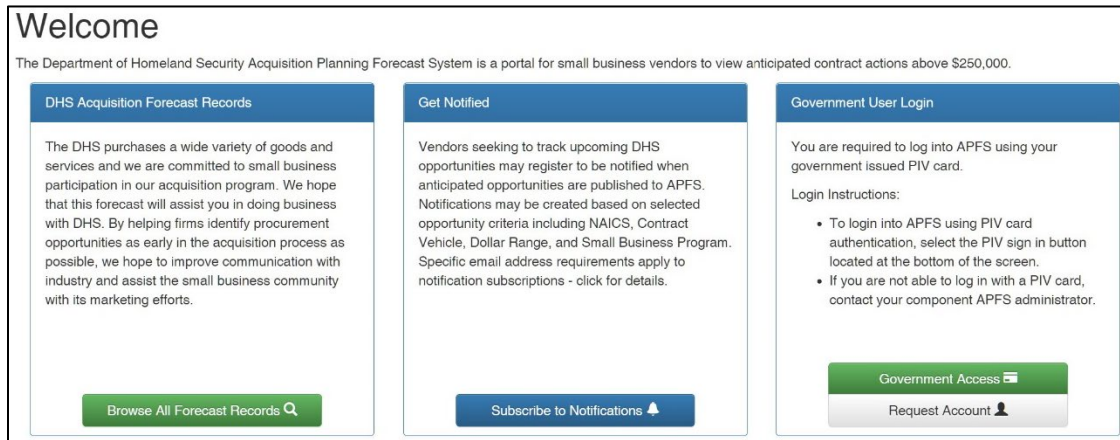 Welcome
The Department of Homeland Security Acquisition Planning Forecast System is a portal for small business vendors to view anticipated contract actions above $250,000.
DHS Acquisition Forecast Records
The DHS purchases a wide variety of goods and
services and we are committed to small business
participation in our acquisition program. We hope
that this forecast will assist you in doing business
with DHS. By helping firms identify procurement
opportunities as early in the acquisition process as
possible, we hope to improve communication with
industry and assist the small business community
with its marketing efforts.
Browse All Forecast Records
Get Notified
Vendors seeking to track upcoming DHS
opportunities may register to be notified when
anticipated opportunities are published to APFS.
Notifications may be created based on selected
opportunity criteria including NAICS, Contract
Vehicle, Dollar Range, and Small Business Program.
Specific email address requirements apply to
notification subscriptions - click for details.
Subscribe to Notifications
Government User Login
You are required to log into APFS using your
government issued PIV card.
Login Instructions:
• To login into APFS using PIV card
authentication, select the PIV sign in button
located at the bottom of the screen.
• If you are not able to log in with a PIV card,
contact your component APFS administrator.
Government Access
Request Account